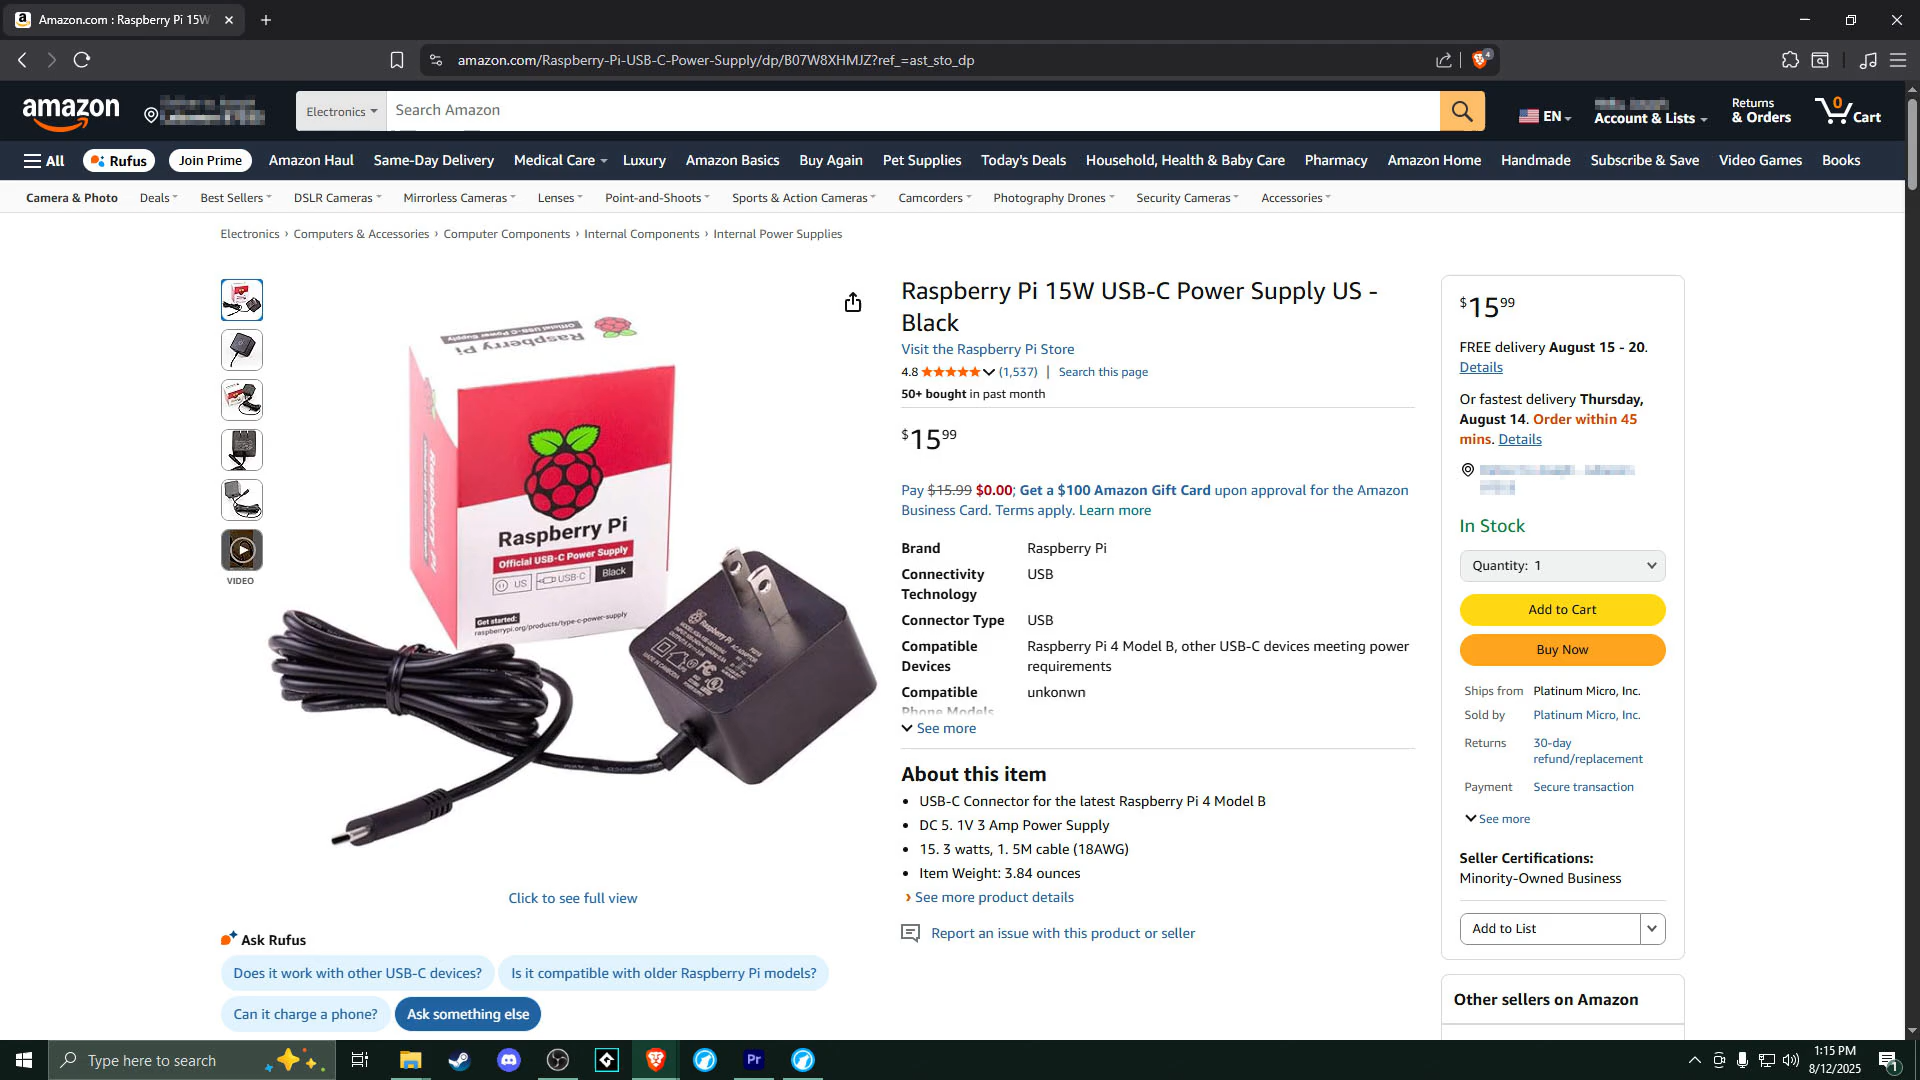 Amazon.com : Raspberry Pi 15W
amazon.com/Raspberry-Pi-USB-C-Power-Supply/dp/B07W8XHMJZ?ref_=ast_sto_dp
4
amazon
Electronics
Search Amazon
EN
Account & Lists
Returns
& Orders
0
Cart
All
Rufus
Join Prime
Amazon Haul
Same-Day Delivery
Medical Care
Luxury
Amazon Basics
Buy Again
Pet Supplies
Today's Deals
Household, Health & Baby Care
Pharmacy
Amazon Home
Handmade
Subscribe & Save
Video Games
Books
Camera & Photo
Deals
Best Sellers
DSLR Cameras
Mirrorless Cameras
Lenses
Point-and-Shoots
Sports & Action Cameras
Camcorders
Photography Drones
Security Cameras
Accessories
Electronics › Computers & Accessories › Computer Components › Internal Components › Internal Power Supplies
VIDEO
Raspberry Pi
Official USB-C Power Supply
Raspberry Pi
Raspberry Pi
Official USB-C Power Supply
US
USB-C
Black
Get started:
raspberrypi.org/products/type-c-power-supply
Raspberry Pi
AC ADAPTOR
Click to see full view
Ask Rufus
Does it work with other USB-C devices?
Is it compatible with older Raspberry Pi models?
Can it charge a phone?
Ask something else
Raspberry Pi 15W USB-C Power Supply US -
Black
Visit the Raspberry Pi Store
4.8
(1,537) | Search this page
50+ bought in past month
$15 99
Pay $15.99 $0.00; Get a $100 Amazon Gift Card upon approval for the Amazon
Business Card. Terms apply. Learn more
Brand Raspberry Pi
Connectivity USB
Technology
Connector Type USB
Compatible Raspberry Pi 4 Model B, other USB-C devices meeting power
Devices requirements
Compatible unkonwn
Phone Models
See more
About this item
• USB-C Connector for the latest Raspberry Pi 4 Model B
• DC 5. 1V 3 Amp Power Supply
• 15. 3 watts, 1. 5M cable (18AWG)
• Item Weight: 3.84 ounces
› See more product details
Report an issue with this product or seller
$15 99
FREE delivery August 15 - 20.
Details
Or fastest delivery Thursday,
August 14. Order within 45
mins. Details
In Stock
Quantity: 1
Add to Cart
Buy Now
Ships from Platinum Micro, Inc.
Sold by Platinum Micro, Inc.
Returns 30-day
refund/replacement
Payment Secure transaction
See more
Seller Certifications:
Minority-Owned Business
Add to List
Other sellers on Amazon
Type here to search
Pr
1:15 PM
8/12/2025
1